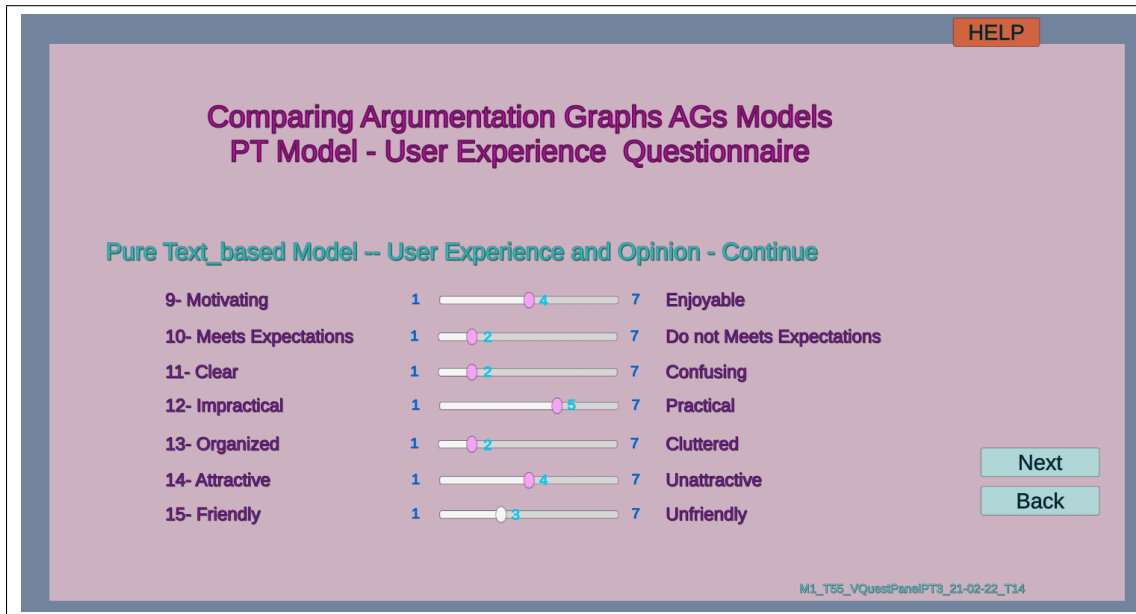 HELP
Comparing Argumentation Graphs AGs Models
PT Model - User Experience Questionnaire
Pure Text_based Model -- User Experience and Opinion - Continue
9- Motivating 1 4 7 Enjoyable
10- Meets Expectations 1 2 7 Do not Meets Expectations
11- Clear 1 2 7 Confusing
12- Impractical 1 5 7 Practical
13- Organized 1 2 7 Cluttered
14- Attractive 1 4 7 Unattractive
15- Friendly 1 3 7 Unfriendly
Next
Back
M1_T55_VQuestPanelPT3_21-02-22_T14